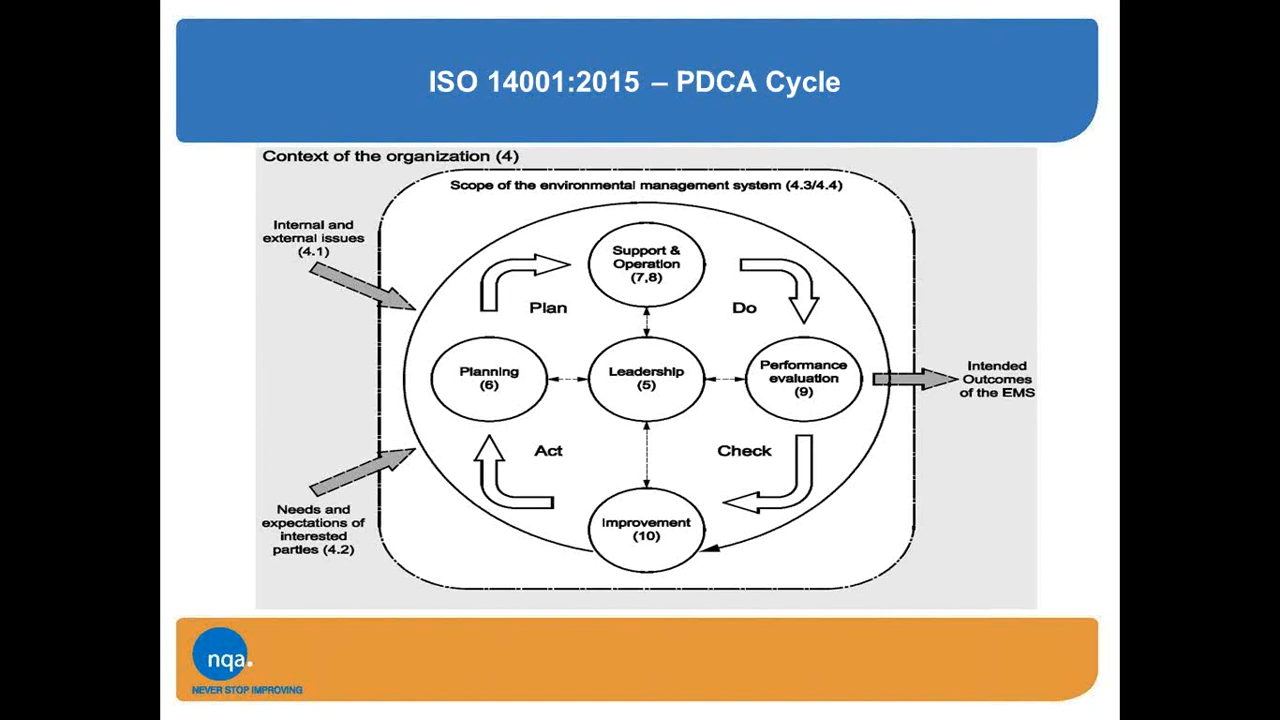 ISO 14001:2015 – PDCA Cycle
Context of the organization (4)
Scope of the environmental management system (4.3/4.4)
Internal and
external issues
(4.1)
Support &
Operation
(7,8)
Plan
Do
Planning
(6)
Leadership
(5)
Performance
evaluation
(9)
Intended
Outcomes
of the EMS
Act
Check
Needs and
expectations of
interested
parties (4.2)
Improvement
(10)
nqa.
NEVER STOP IMPROVING